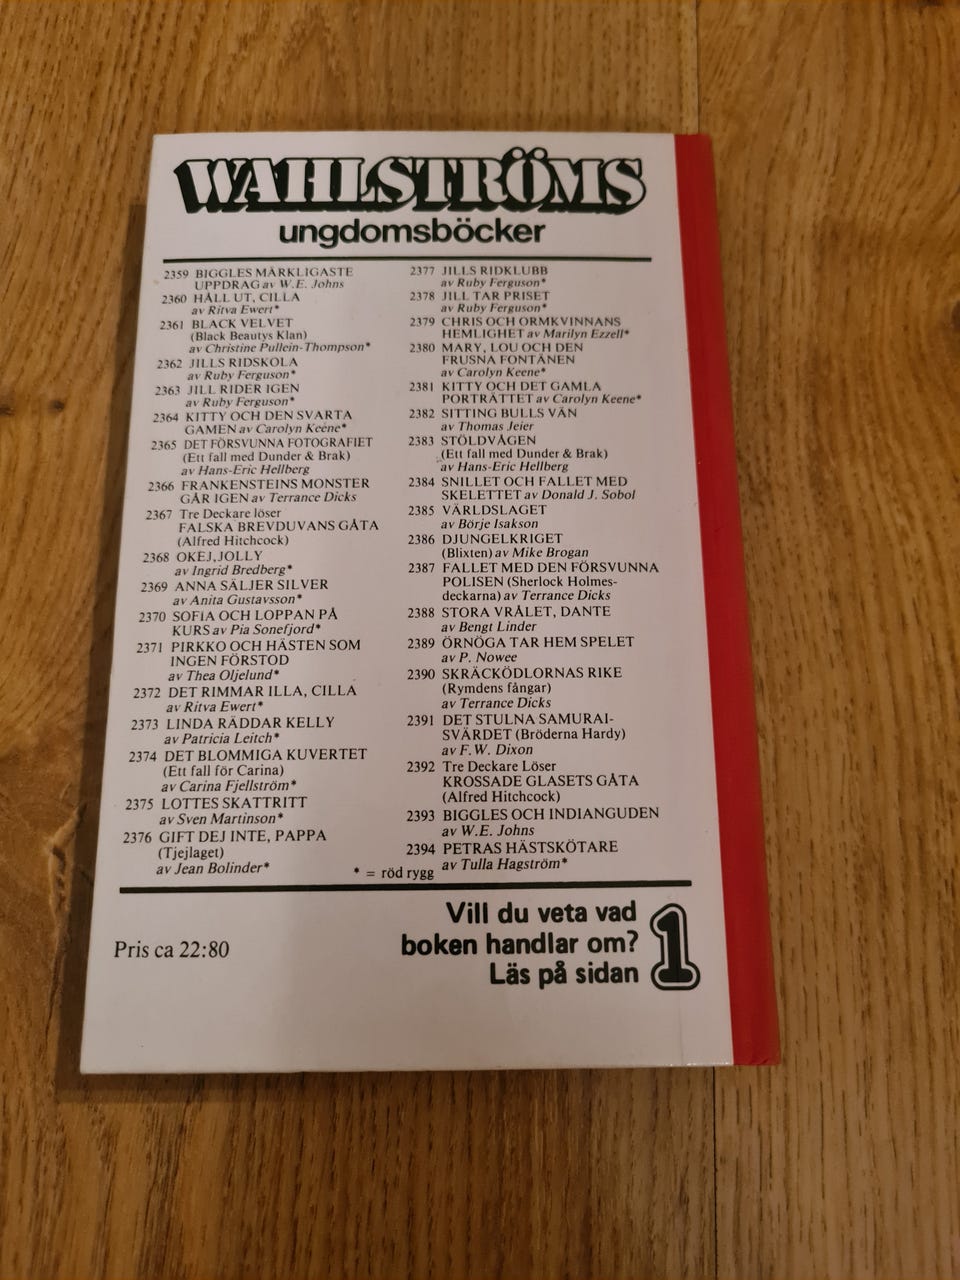 WAHLSTRÖMS
ungdomsböcker
2359 BIGGLES MÄRKLIGASTE
UPPDRAG av W.E. Johns
2360 HÅLL UT, CILLA
av Ritva Ewert*
2361 BLACK VELVET
(Black Beautys Klan)
av Christine Pullein-Thompson*
2362 JILLS RIDSKOLA
av Ruby Ferguson*
2363 JILL RIDER IGEN
av Ruby Ferguson*
2364 KITTY OCH DEN SVARTA
GAMEN av Carolyn Keene*
2365 DET FÖRSVUNNA FOTOGRAFIET
(Ett fall med Dunder & Brak)
av Hans-Eric Hellberg
2366 FRANKENSTEINS MONSTER
GÅR IGEN av Terrance Dicks
2367 Tre Deckare löser
FALSKA BREVDUVANS GÅTA
(Alfred Hitchcock)
2368 OKEJ, JOLLY
av Ingrid Bredberg*
2369 ANNA SÄLJER SILVER
av Anita Gustavsson*
2370 SOFIA OCH LOPPAN PÅ
KURS av Pia Sonefjord*
2371 PIRKKO OCH HÄSTEN SOM
INGEN FÖRSTOD
av Thea Oljelund*
2372 DET RIMMAR ILLA, CILLA
av Ritva Ewert*
2373 LINDA RÄDDAR KELLY
av Patricia Leitch*
2374 DET BLOMMIGA KUVERTET
(Ett fall för Carina)
av Carina Fjellström*
2375 LOTTES SKATTRITT
av Sven Martinson*
2376 GIFT DEJ INTE, PAPPA
(Tjejlaget)
av Jean Bolinder*
2377 JILLS RIDKLUBB
av Ruby Ferguson*
2378 JILL TAR PRISET
av Ruby Ferguson*
2379 CHRIS OCH ORMKVINNANS
HEMLIGHET av Marilyn Ezzell*
2380 MARY, LOU OCH DEN
FRUSNA FONTÄNEN
av Carolyn Keene*
2381 KITTY OCH DET GAMLA
PORTRÄTTET av Carolyn Keene*
2382 SITTING BULLS VÄN
av Thomas Jeier
2383 STÖLDVÅGEN
(Ett fall med Dunder & Brak)
av Hans-Eric Hellberg
2384 SNILLET OCH FALLET MED
SKELETTET av Donald J. Sobol
2385 VÄRLDSLAGET
av Börje Isakson
2386 DJUNGELKRIGET
(Blixten) av Mike Brogan
2387 FALLET MED DEN FÖRSVUNNA
POLISEN (Sherlock Holmes-
deckarna) av Terrance Dicks
2388 STORA VRÅLET, DANTE
av Bengt Linder
2389 ÖRNÖGA TAR HEM SPELET
av P. Nowee
2390 SKRÄCKÖDLORNAS RIKE
(Rymdens fångar)
av Terrance Dicks
2391 DET STULNA SAMURAI-
SVÄRDET (Bröderna Hardy)
av F.W. Dixon
2392 Tre Deckare Löser
KROSSADE GLASETS GÅTA
(Alfred Hitchcock)
2393 BIGGLES OCH INDIANGUDEN
av W.E. Johns
2394 PETRAS HÄSTSKÖTARE
av Tulla Hagström*
* = röd rygg
Pris ca 22:80
Vill du veta vad
boken handlar om?
Läs på sidan 1